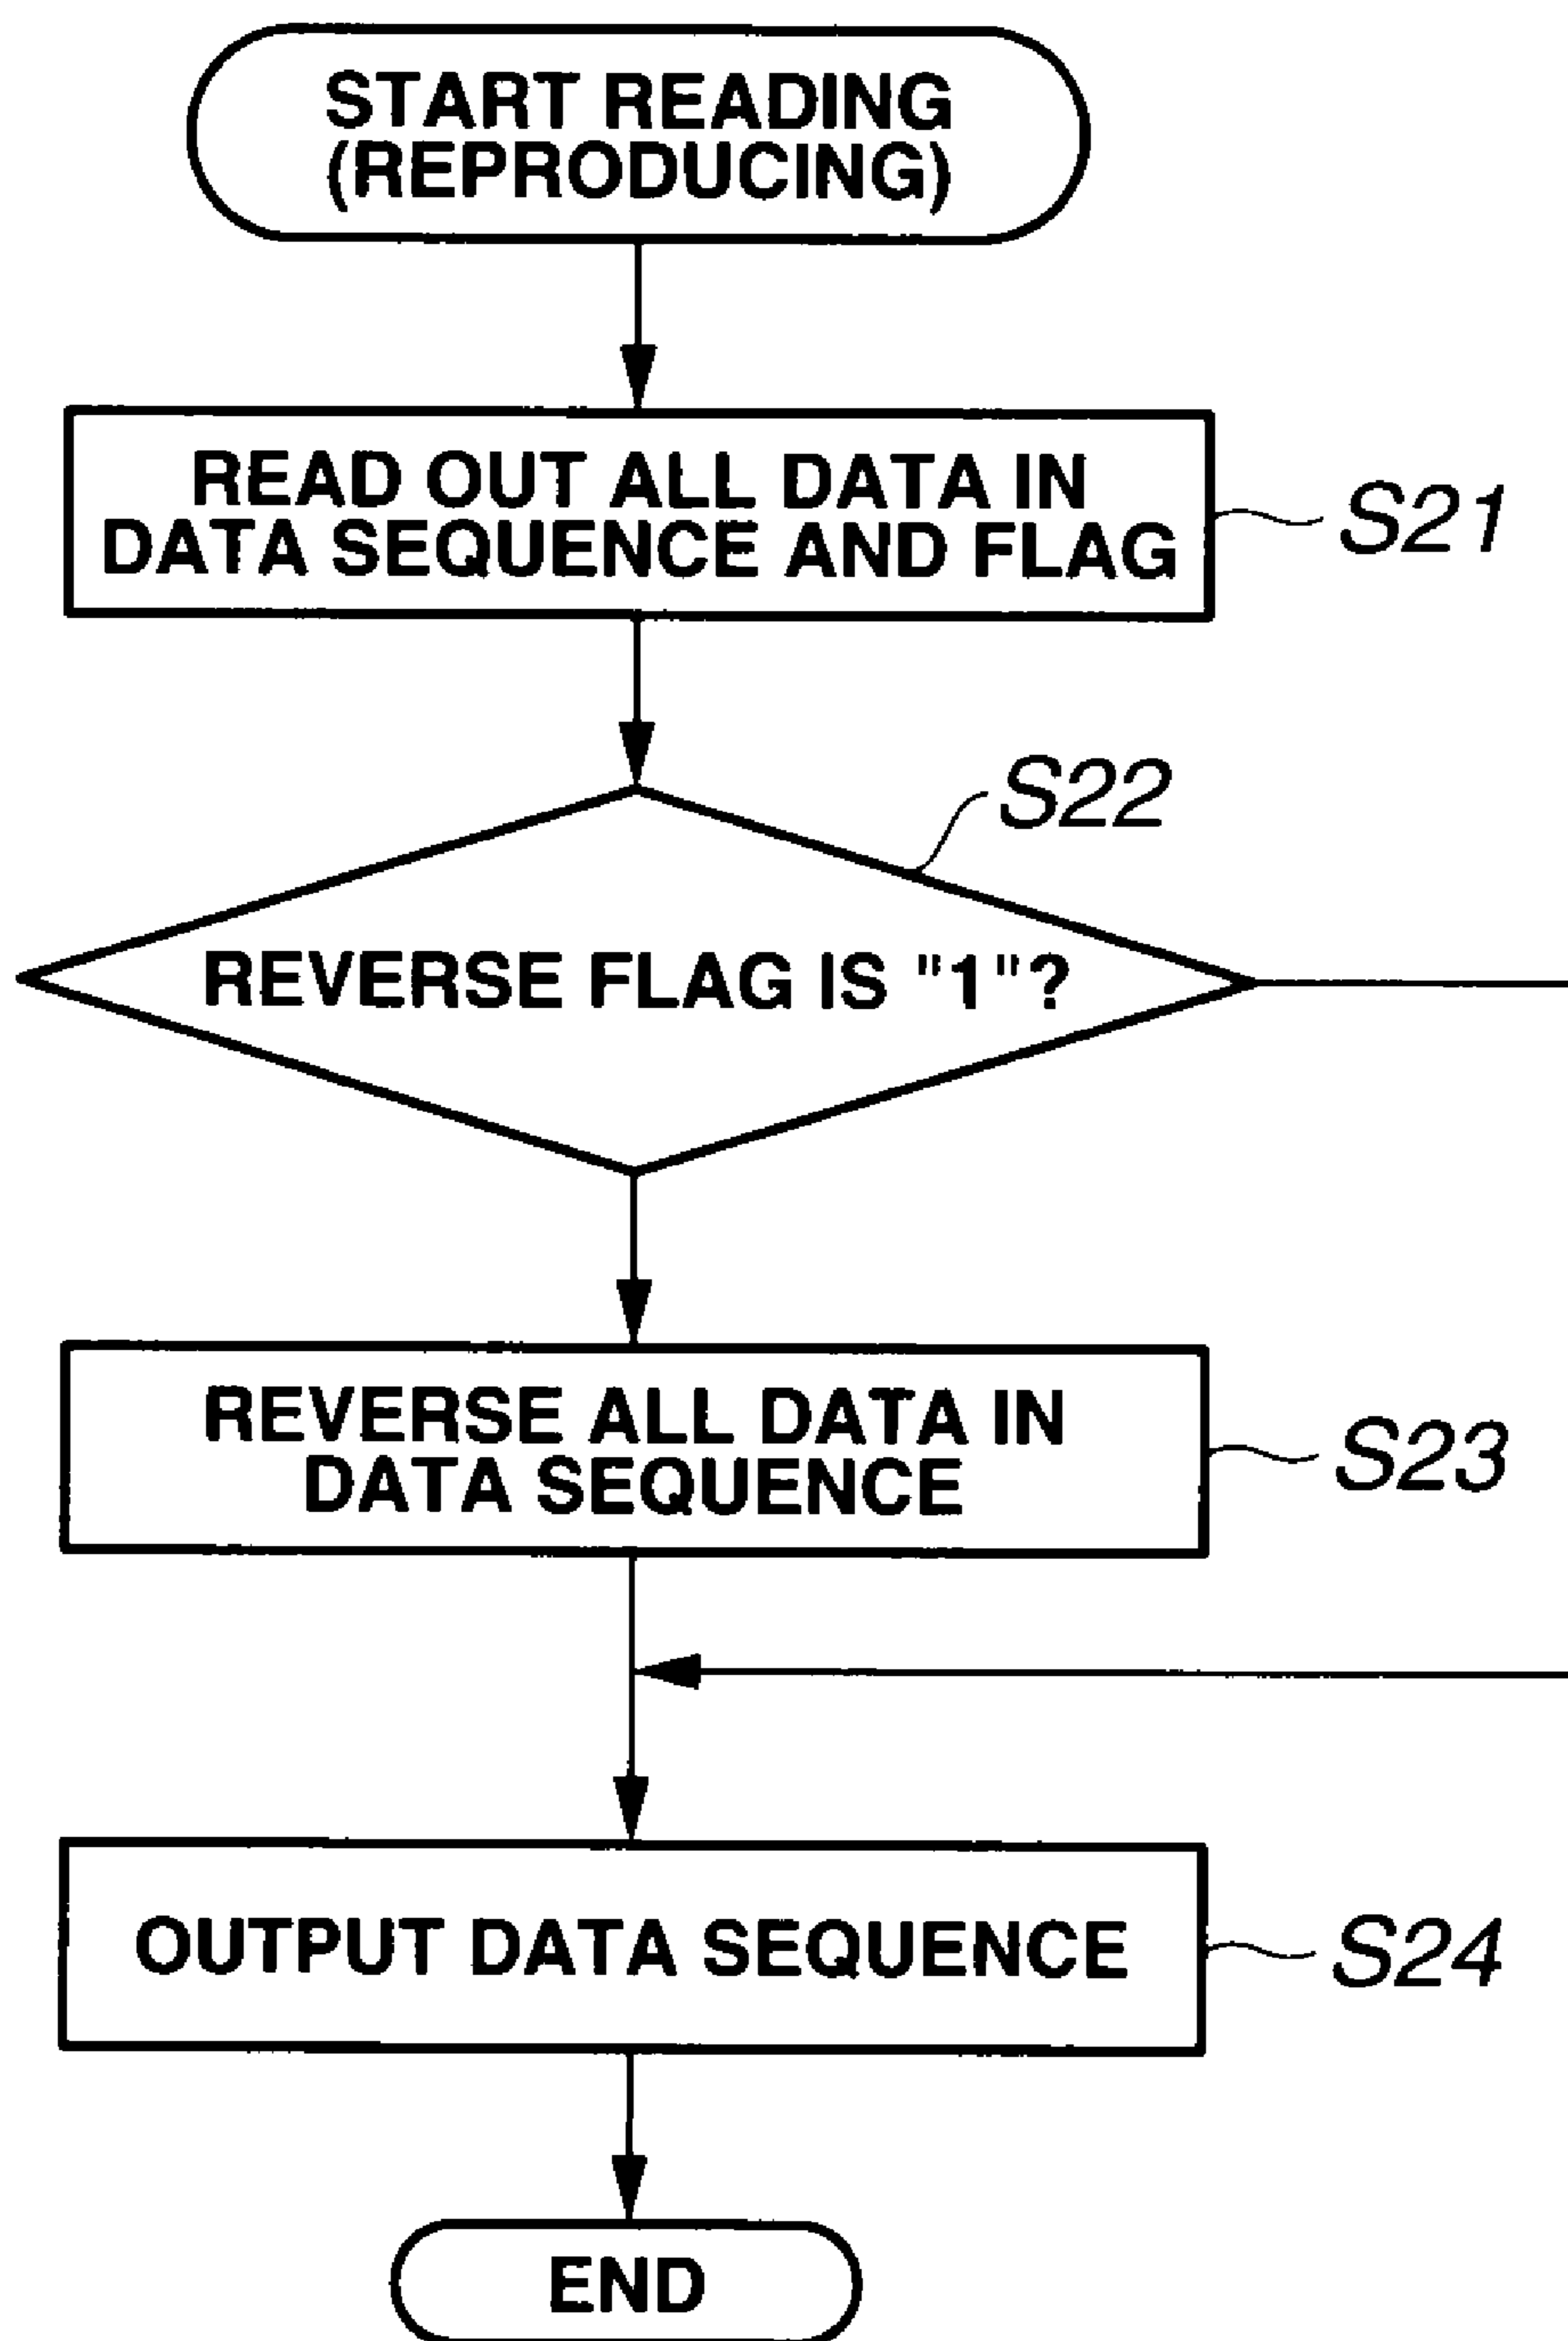 START READING
(REPRODUCING)
READ OUT ALL DATA IN
DATA SEQUENCE AND FLAG
S21
S22
REVERSE FLAG IS "1"?
REVERSE ALL DATA IN
DATA SEQUENCE
S23
OUTPUT DATA SEQUENCE
S24
END